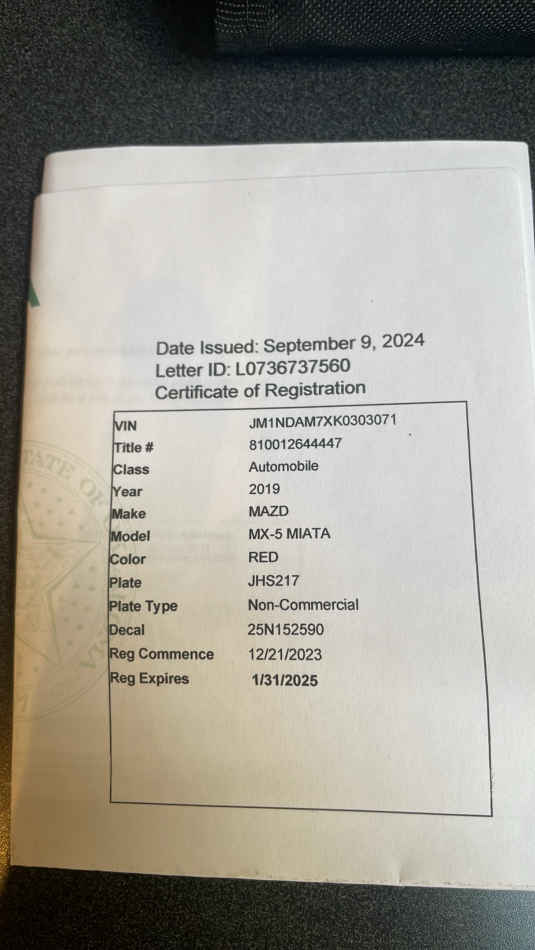 Date Issued: September 9, 2024
Letter ID: L0736737560
Certificate of Registration
VIN JM1NDAM7XK0303071
Title # 810012644447
Class Automobile
Year 2019
Make MAZD
Model MX-5 MIATA
Color RED
Plate JHS217
Plate Type Non-Commercial
Decal 25N152590
Reg Commence 12/21/2023
Reg Expires 1/31/2025
TATE OF